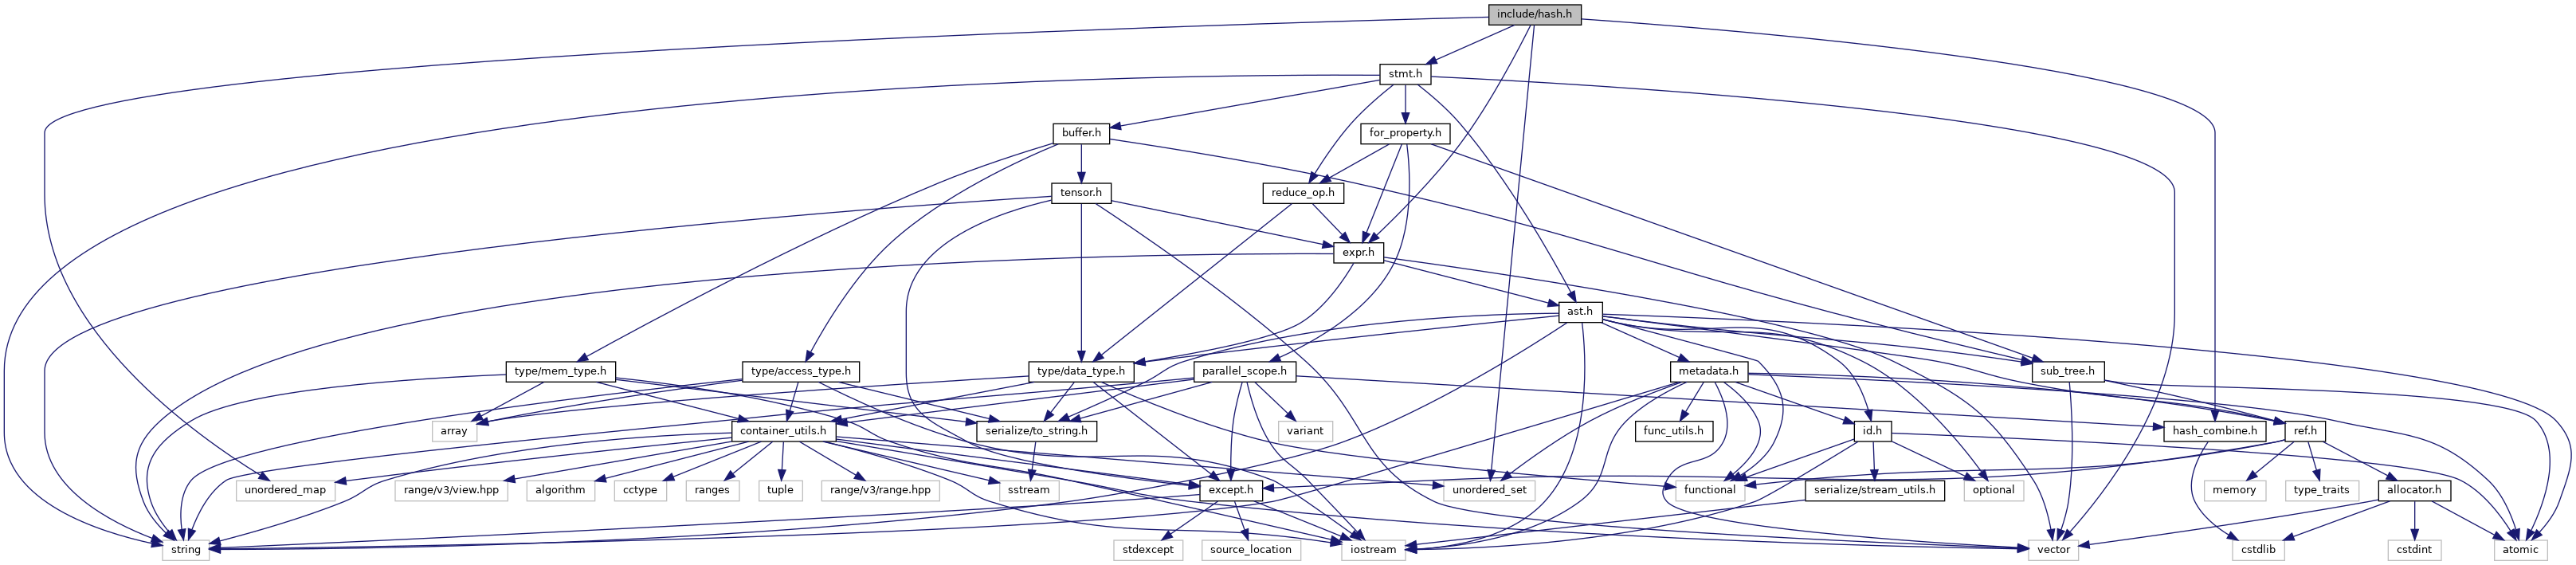 include/hash.h
stmt.h
buffer.h
for_property.h
tensor.h
reduce_op.h
expr.h
ast.h
type/mem_type.h
type/access_type.h
type/data_type.h
parallel_scope.h
metadata.h
sub_tree.h
array
container_utils.h
serialize/to_string.h
variant
func_utils.h
id.h
hash_combine.h
ref.h
unordered_map
range/v3/view.hpp
algorithm
cctype
ranges
tuple
range/v3/range.hpp
sstream
except.h
unordered_set
functional
serialize/stream_utils.h
optional
memory
type_traits
allocator.h
string
stdexcept
source_location
iostream
vector
cstdlib
cstdint
atomic